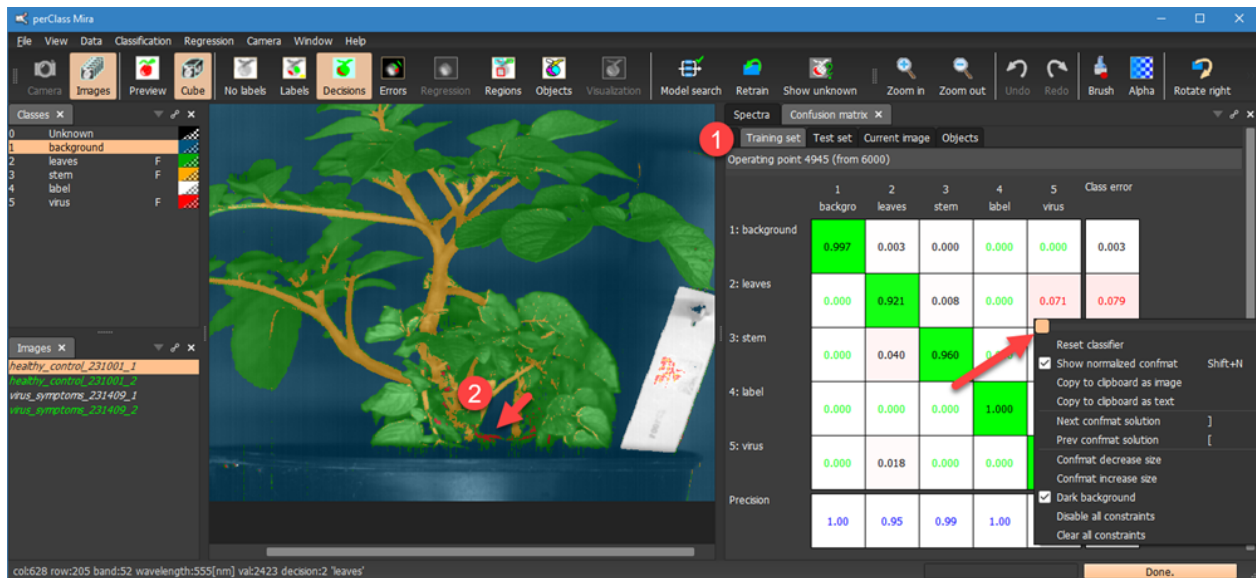 perClass Mira
File View Data Classification Regression Camera Window Help
Camera Images Preview Cube No labels Labels Decisions Errors Regression Regions Objects Visualization Model search Retrain Show unknown Zoom in Zoom out Undo Redo Brush Alpha Rotate right
Classes
0 Unknown
1 background
2 leaves F
3 stem F
4 label
5 virus F
Images
healthy_control_231001_1
healthy_control_231001_2
virus_symptoms_231409_1
virus_symptoms_231409_2
2
Spectra Confusion matrix
1
Training set Test set Current image Objects
Operating point 4945 (from 6000)
1 2 3 4 5 Class error
backgro leaves stem label virus
1: background
0.997 0.003 0.000 0.000 0.000 0.003
2: leaves
0.000 0.921 0.008 0.000 0.071 0.079
3: stem
0.000 0.040 0.960
4: label
0.000 0.000 0.000 1.000
5: virus
0.000 0.018 0.000 0.000
Precision
1.00 0.95 0.99 1.00
Reset classifier
Show normalized confmat Shift+N
Copy to clipboard as image
Copy to clipboard as text
Next confmat solution ]
Prev confmat solution [
Confmat decrease size
Confmat increase size
Dark background
Disable all constraints
Clear all constraints
col:628 row:205 band:52 wavelength:555[nm] val:2423 decision:2 'leaves'
Done.